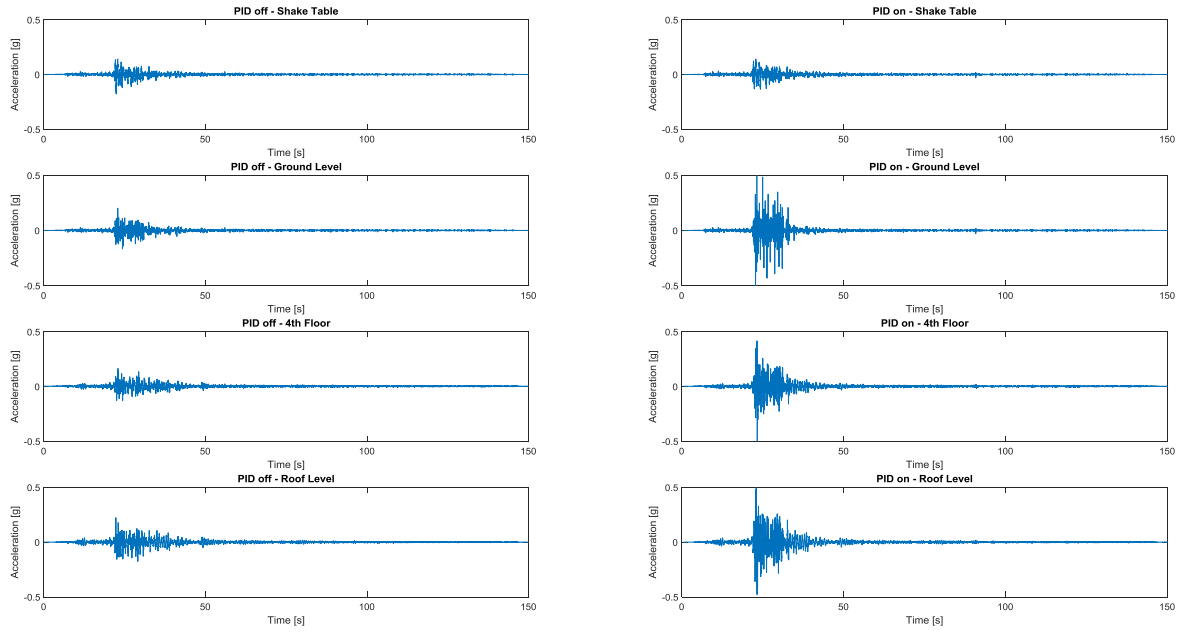 PID off - Shake Table
0.5
0
-0.5
Acceleration [g]
0 50 100 150
Time [s]
PID on - Shake Table
0.5
0
-0.5
Acceleration [g]
0 50 100 150
Time [s]
PID off - Ground Level
0.5
0
-0.5
Acceleration [g]
0 50 100 150
Time [s]
PID on - Ground Level
0.5
0
-0.5
Acceleration [g]
0 50 100 150
Time [s]
PID off - 4th Floor
0.5
0
-0.5
Acceleration [g]
0 50 100 150
Time [s]
PID on - 4th Floor
0.5
0
-0.5
Acceleration [g]
0 50 100 150
Time [s]
PID off - Roof Level
0.5
0
-0.5
Acceleration [g]
0 50 100 150
Time [s]
PID on - Roof Level
0.5
0
-0.5
Acceleration [g]
0 50 100 150
Time [s]